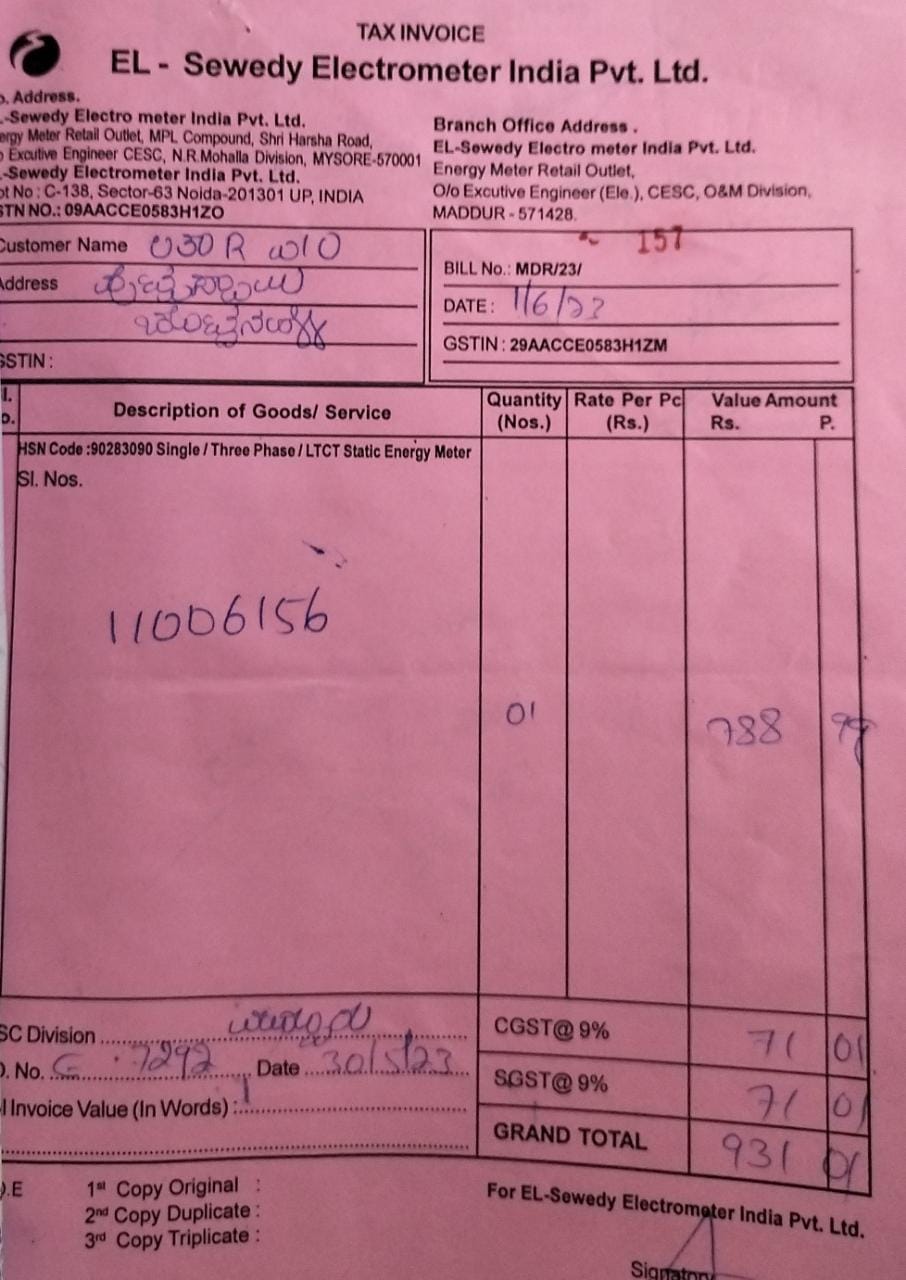 TAX INVOICE
EL - Sewedy Electrometer India Pvt. Ltd.
o. Address.
-Sewedy Electro meter India Pvt. Ltd.
ergy Meter Retail Outlet, MPL Compound, Shri Harsha Road,
o Excutive Engineer CESC, N.R.Mohalla Division, MYSORE-570001
-Sewedy Electrometer India Pvt. Ltd.
ot No : C-138, Sector-63 Noida-201301 UP, INDIA
STN NO.: 09AACCE0583H1ZO
Branch Office Address .
EL-Sewedy Electro meter India Pvt. Ltd.
Energy Meter Retail Outlet,
O/o Excutive Engineer (Ele.), CESC, O&M Division,
MADDUR - 571428.
Customer Name
Address
GSTIN :
157
BILL No.: MDR/23/
DATE : 1/6/23
GSTIN : 29AACCE0583H1ZM
l. o. Description of Goods/ Service Quantity (Nos.) Rate Per Pc (Rs.) Value Amount Rs. P.
HSN Code :90283090 Single / Three Phase / LTCT Static Energy Meter
Sl. Nos.
11006156
01 788 99
SC Division
). No. G 7292 Date 30/5/23
l Invoice Value (In Words) :
CGST@ 9% 71 01
SGST@ 9% 71 01
GRAND TOTAL 931 01
).E
1st Copy Original :
2nd Copy Duplicate :
3rd Copy Triplicate :
For EL-Sewedy Electrometer India Pvt. Ltd.
Signatory